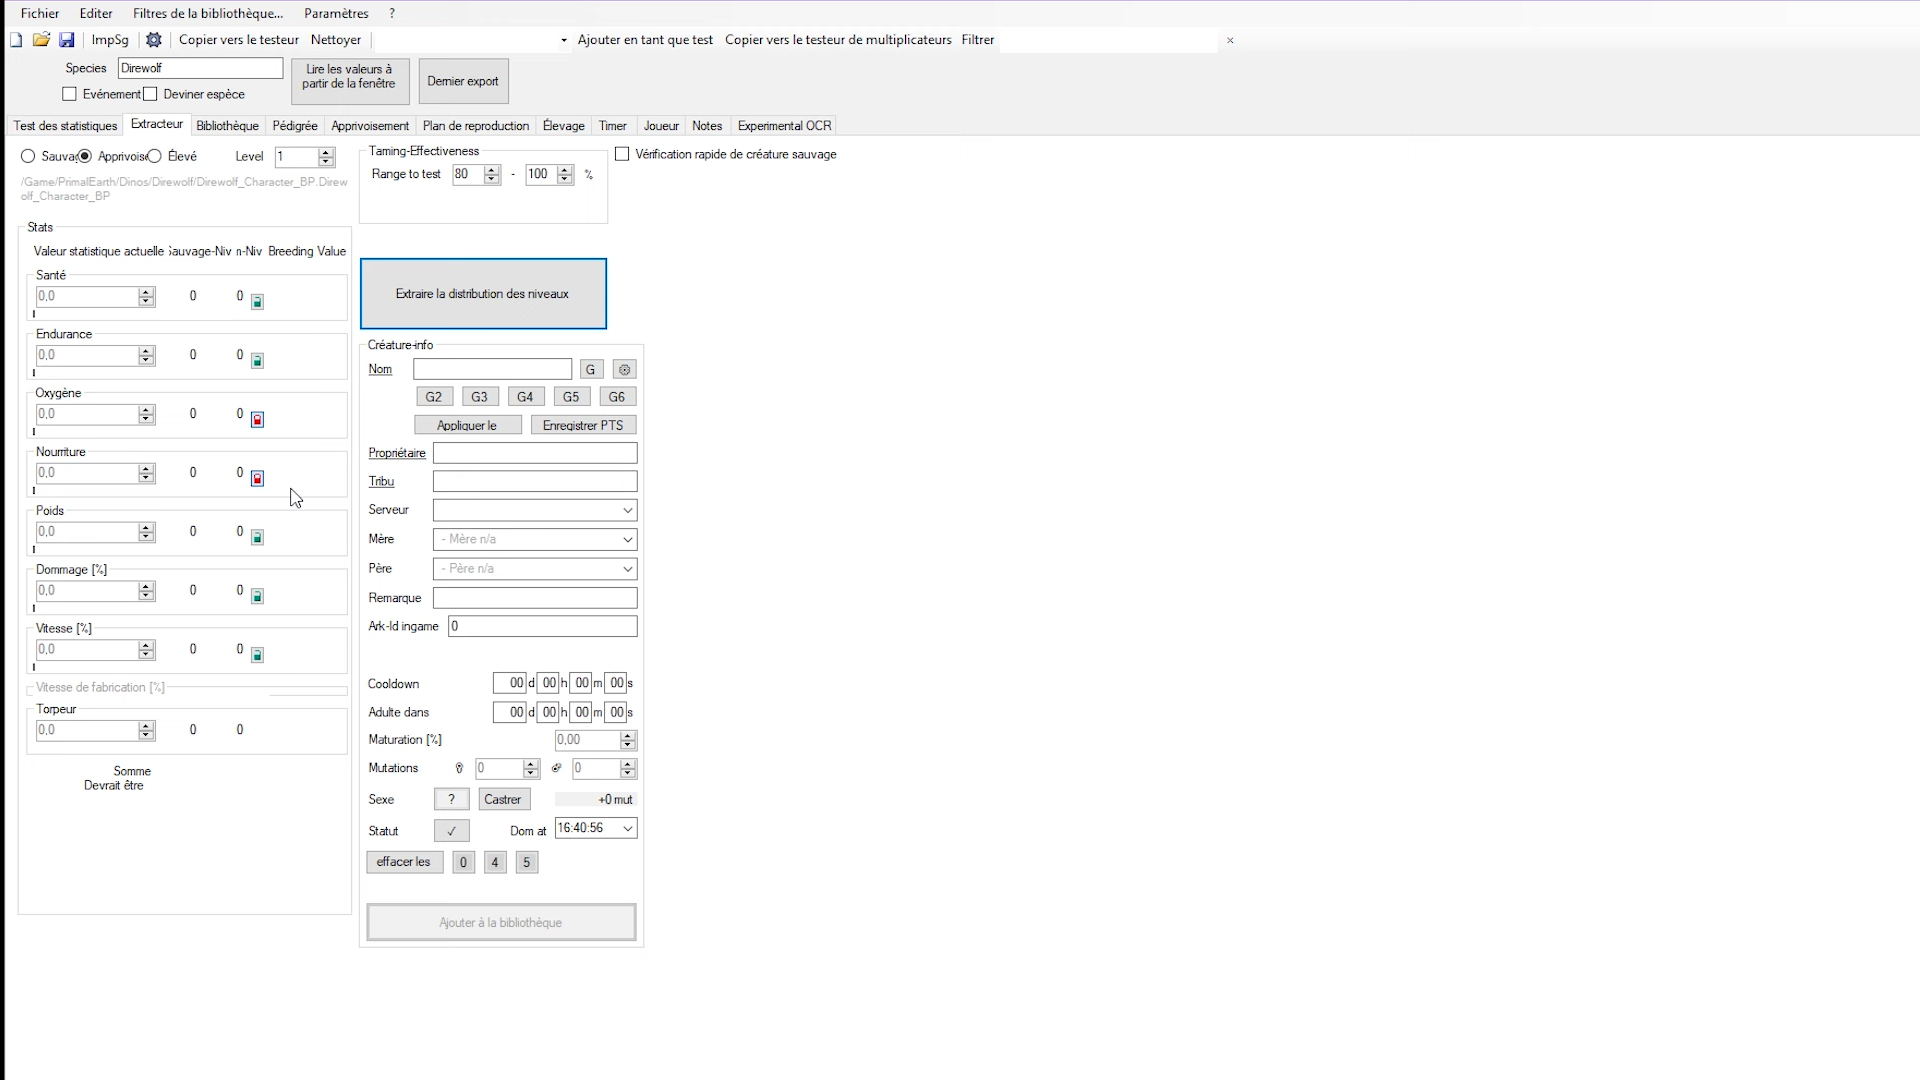 Fichier Editer Filtres de la bibliothèque... Paramètres ?
ImpSg Copier vers le testeur Nettoyer Ajouter en tant que test Copier vers le testeur de multiplicateurs Filtrer ×
Species Direwolf Lire les valeurs à partir de la fenêtre Dernier export
Evénement Deviner espèce
Test des statistiques Extracteur Bibliothèque Pédigrée Apprivoisement Plan de reproduction Élevage Timer Joueur Notes Experimental OCR
Sauvag Apprivoise Élevé Level 1
/Game/PrimalEarth/Dinos/Direwolf/Direwolf_Character_BP.Direw
olf_Character_BP
Taming-Effectiveness
Range to test 80 - 100 %
Vérification rapide de créature sauvage
Stats
Valeur statistique actuelle Sauvage-Niv n-Niv Breeding Value
Santé
0,0 0 0
Endurance
0,0 0 0
Oxygène
0,0 0 0
Nourriture
0,0 0 0
Poids
0,0 0 0
Dommage [%]
0,0 0 0
Vitesse [%]
0,0 0 0
Vitesse de fabrication [%]
Torpeur
0,0 0 0
Somme
Devrait être
Extraire la distribution des niveaux
Créature-info
Nom G
G2 G3 G4 G5 G6
Appliquer le Enregistrer PTS
Propriétaire
Tribu
Serveur
Mère - Mère n/a
Père - Père n/a
Remarque
Ark-Id ingame 0
Cooldown 00 d 00 h 00 m 00 s
Adulte dans 00 d 00 h 00 m 00 s
Maturation [%] 0,00
Mutations 0 0
Sexe ? Castrer +0 mut
Statut ✓ Dom at 16:40:56
effacer les 0 4 5
Ajouter à la bibliothèque